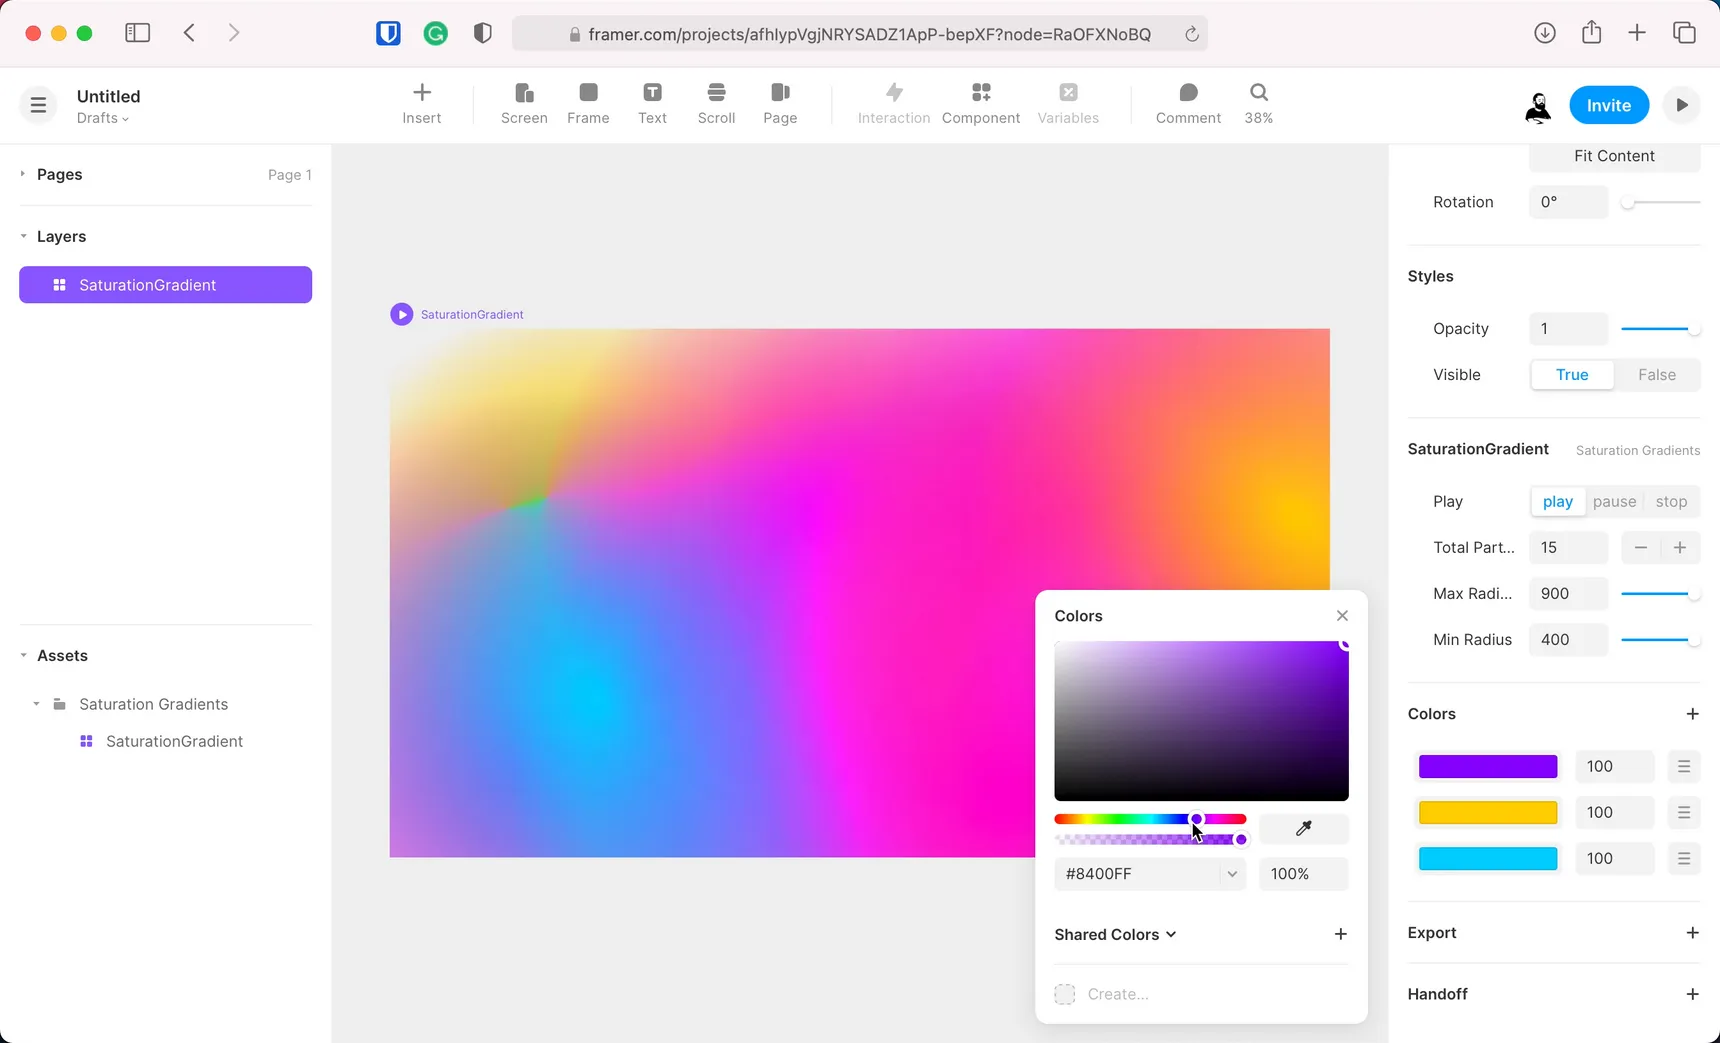 framer.com/projects/afhlypVgjNRYSADZ1ApP-bepXF?node=RaOFXNoBQ
Untitled
Drafts
Insert
Screen
Frame
Text
Scroll
Page
Interaction
Component
Variables
Comment
38%
Invite
Pages
Page 1
Layers
SaturationGradient
Assets
Saturation Gradients
SaturationGradient
SaturationGradient
Colors
#8400FF
100%
Shared Colors
Create...
Fit Content
Rotation
0°
Styles
Opacity
1
Visible
True
False
SaturationGradient
Saturation Gradients
Play
play
pause
stop
Total Part...
15
Max Radi...
900
Min Radius
400
Colors
100
100
100
Export
Handoff